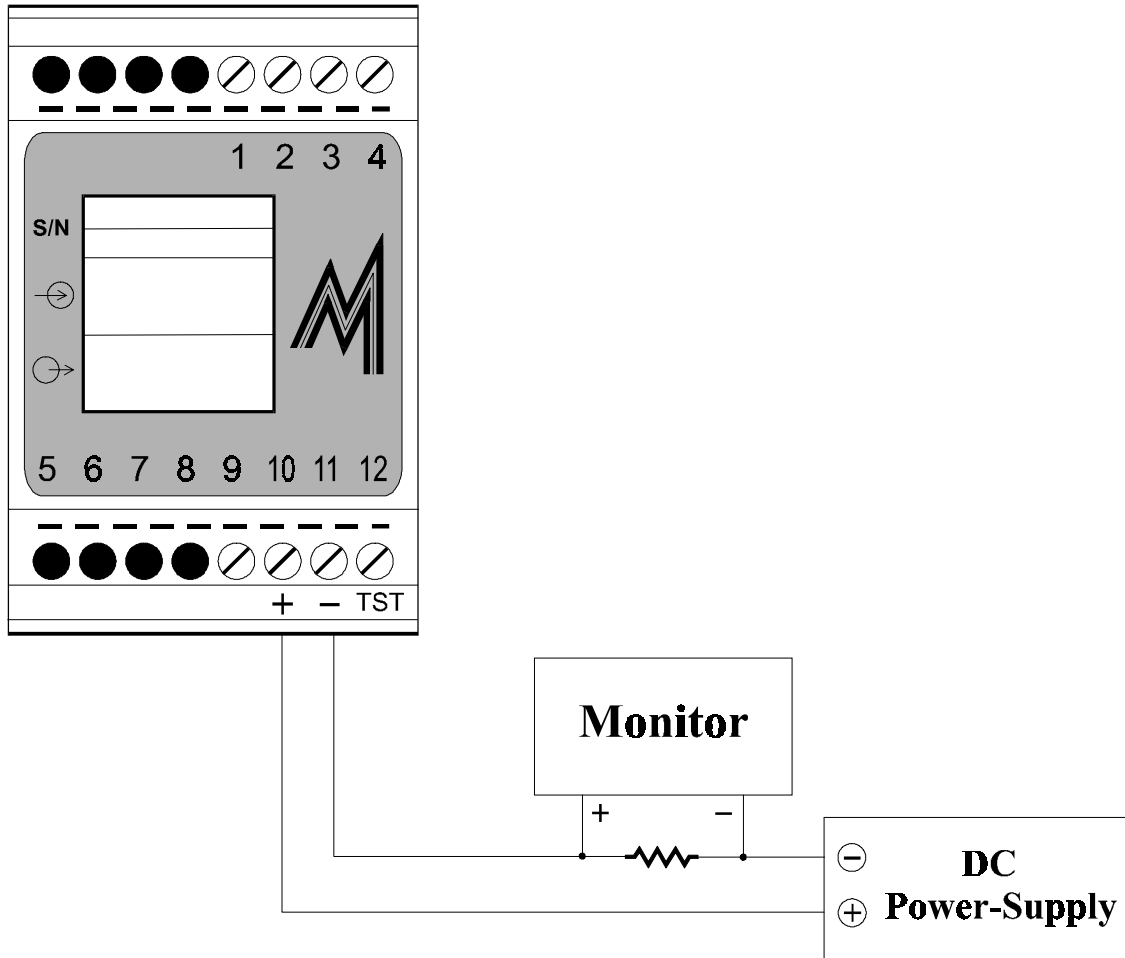 1 2 3 4
S/N
5 6 7 8 9 10 11 12
+ − TST
Monitor
+ −
− DC
+ Power-Supply